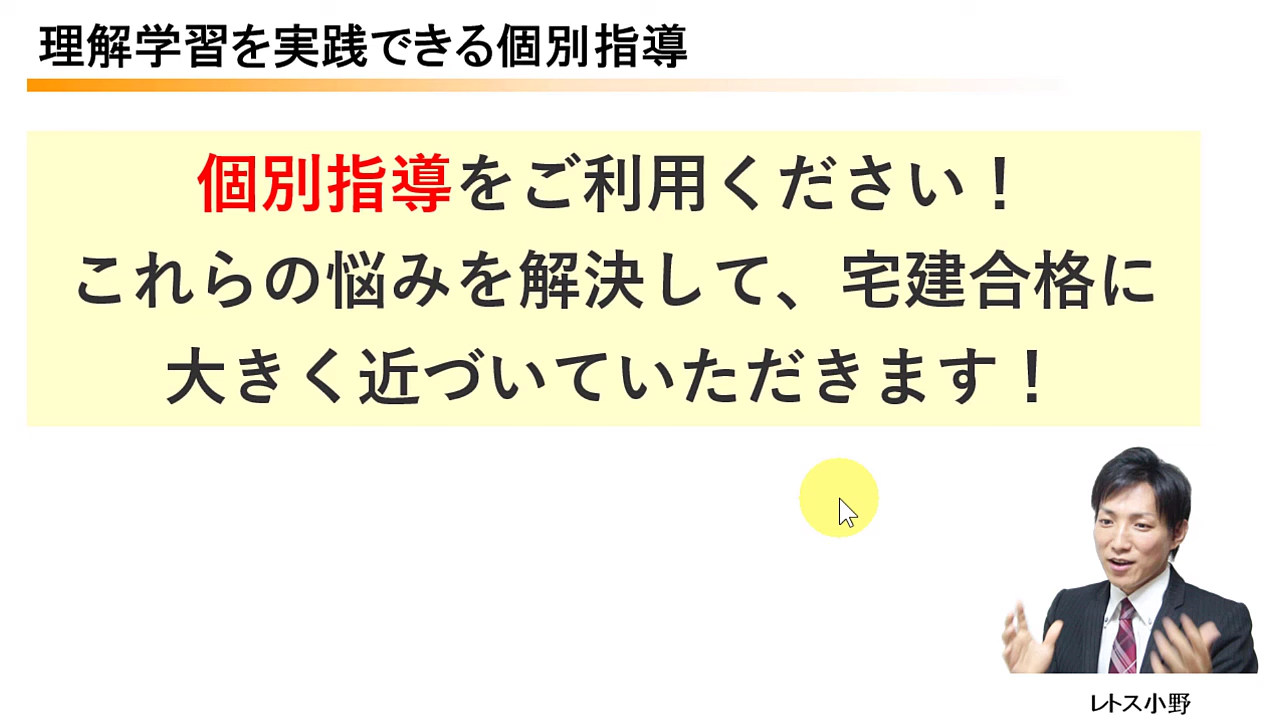 理解学習を実践できる個別指導
個別指導をご利用ください！
これらの悩みを解決して、宅建合格に
大きく近づいていただきます！
レトス小野